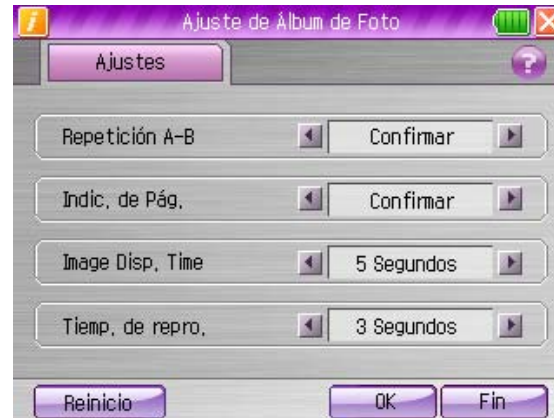 Ajuste de Álbum de Foto
Ajustes
?
Repetición A-B
Confirmar
Indic. de Pág.
Confirmar
Image Disp. Time
5 Segundos
Tiemp. de repro.
3 Segundos
Reinicio
OK
Fin